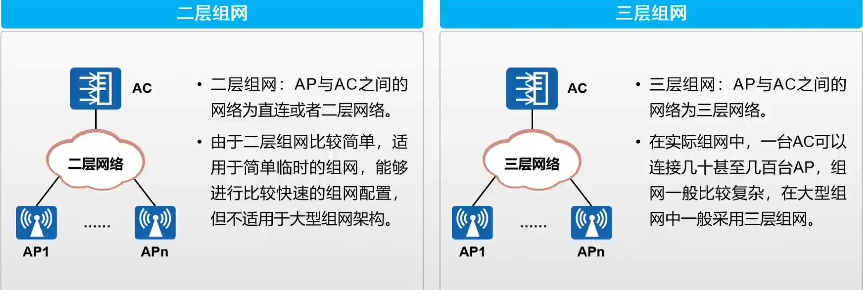 二层组网
AC
二层网络
AP1
……
APn
• 二层组网：AP与AC之间的
网络为直连或者二层网络。
• 由于二层组网比较简单，适
用于简单临时的组网，能够
进行比较快速的组网配置，
但不适用于大型组网架构。
三层组网
AC
三层网络
AP1
……
APn
• 三层组网：AP与AC之间的
网络为三层网络。
• 在实际组网中，一台AC可以
连接几十甚至几百台AP，组
网一般比较复杂，在大型组
网中一般采用三层组网。